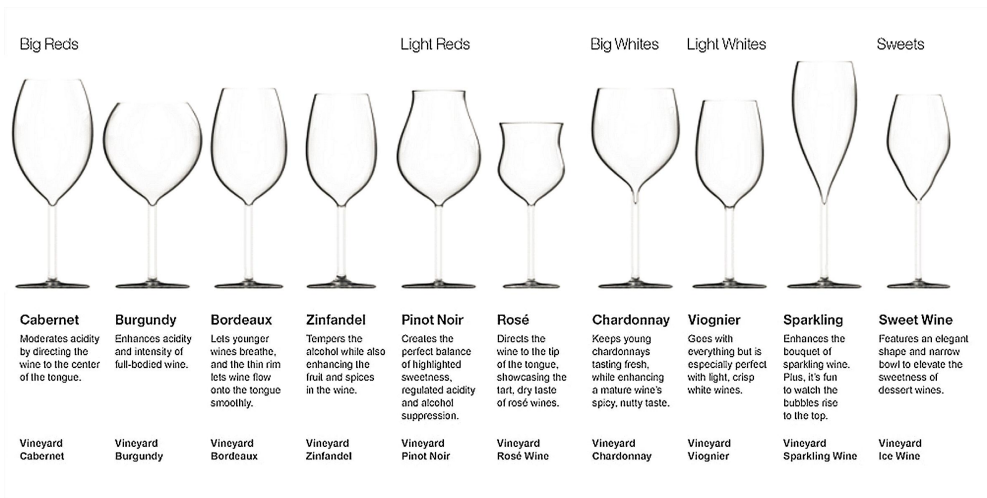 Big Reds
Light Reds
Big Whites
Light Whites
Sweets
Cabernet
Moderates acidity
by directing the
wine to the center
of the tongue.
Vineyard
Cabernet
Burgundy
Enhances acidity
and intensity of
full-bodied wine.
Vineyard
Burgundy
Bordeaux
Lets younger
wines breathe,
and the thin rim
lets wine flow
onto the tongue
smoothly.
Vineyard
Bordeaux
Zinfandel
Tempers the
alcohol while also
enhancing the
fruit and spices
in the wine.
Vineyard
Zinfandel
Pinot Noir
Creates the
perfect balance
of highlighted
sweetness,
regulated acidity
and alcohol
suppression.
Vineyard
Pinot Noir
Rosé
Directs the
wine to the tip
of the tongue,
showcasing the
tart, dry taste
of rosé wines.
Vineyard
Rosé Wine
Chardonnay
Keeps young
chardonnays
tasting fresh,
while enhancing
a mature wine's
spicy, nutty taste.
Vineyard
Chardonnay
Viognier
Goes with
everything but is
especially perfect
with light, crisp
white wines.
Vineyard
Viognier
Sparkling
Enhances the
bouquet of
sparkling wine.
Plus, it's fun
to watch the
bubbles rise
to the top.
Vineyard
Sparkling Wine
Sweet Wine
Features an elegant
shape and narrow
bowl to elevate the
sweetness of
dessert wines.
Vineyard
Ice Wine